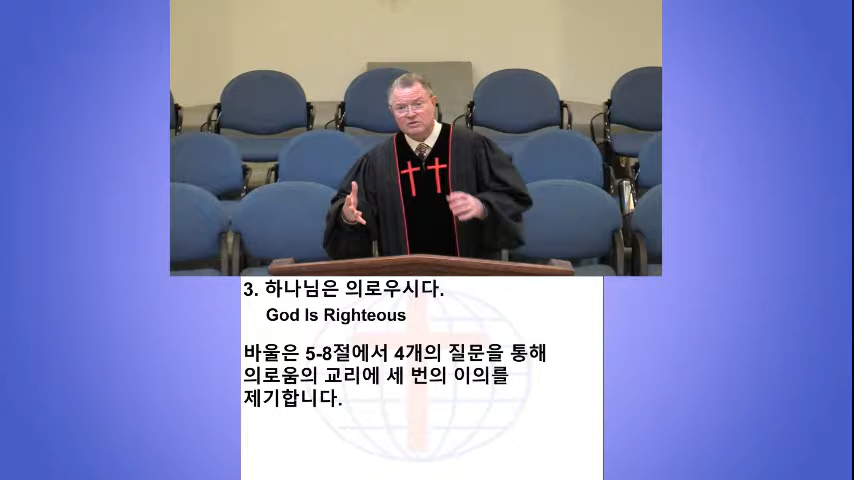 3. 하나님은 의로우시다.
God Is Righteous
바울은 5-8절에서 4개의 질문을 통해
의로움의 교리에 세 번의 이의를
제기합니다.